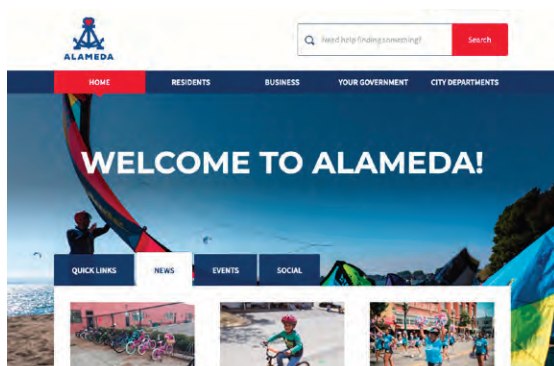 ALAMEDA
Need help finding something?
Search
HOME RESIDENTS BUSINESS YOUR GOVERNMENT CITY DEPARTMENTS
WELCOME TO ALAMEDA!
QUICK LINKS NEWS EVENTS SOCIAL